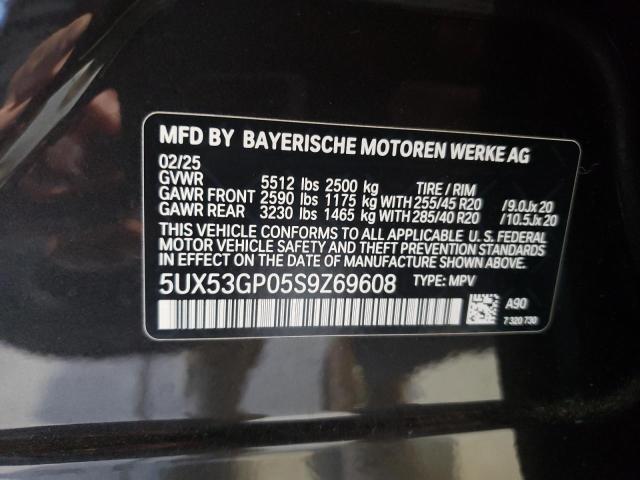 MFD BY BAYERISCHE MOTOREN WERKE AG
02/25
GVWR 5512 lbs 2500 kg TIRE / RIM
GAWR FRONT 2590 lbs 1175 kg WITH 255/45 R20 /9.0Jx20
GAWR REAR 3230 lbs 1465 kg WITH 285/40 R20 /10.5Jx20
THIS VEHICLE CONFORMS TO ALL APPLICABLE U. S. FEDERAL
MOTOR VEHICLE SAFETY AND THEFT PREVENTION STANDARDS
IN EFFECT ON THE DATE OF MANUFACTURE SHOWN ABOVE.
5UX53GP05S9Z69608 TYPE: MPV
A90
7 320 730